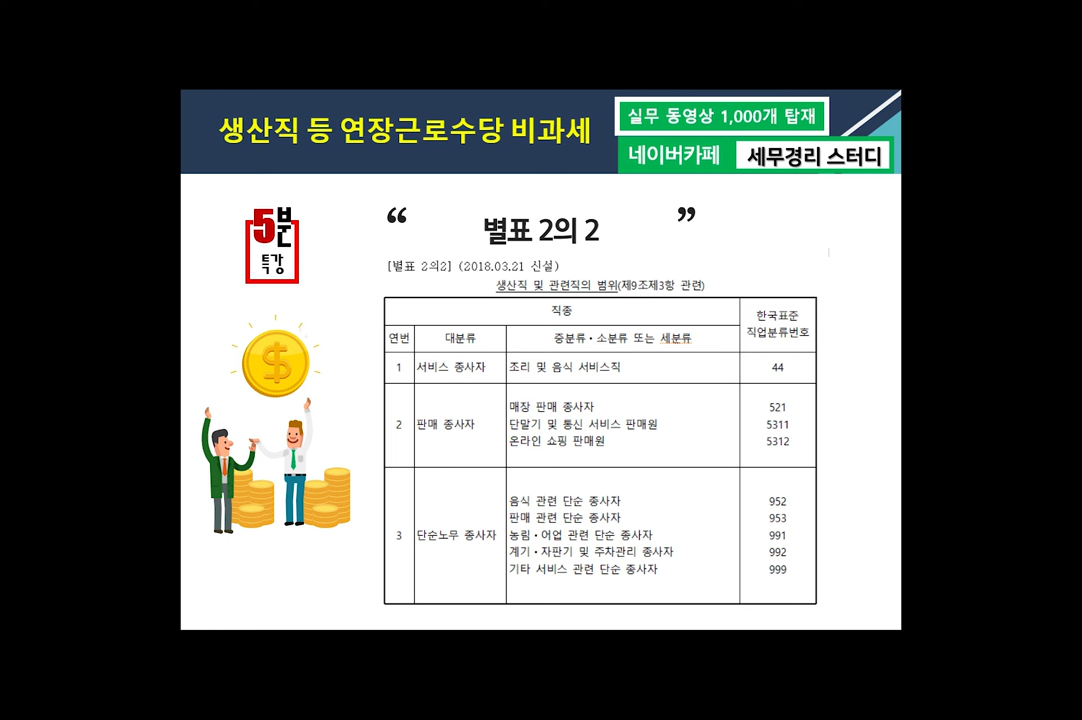 생산직 등 연장근로수당 비과세
실무 동영상 1,000개 탑재
네이버카페 세무경리 스터디
5분
특강
“ 별표 2의 2 ”
[별표 2의2] (2018.03.21 신설)
생산직 및 관련직의 범위(제9조제3항 관련)
직종
한국표준
직업분류번호
연번 대분류 중분류·소분류 또는 세분류
1 서비스 종사자 조리 및 음식 서비스직 44
매장 판매 종사자 521
2 판매 종사자 단말기 및 통신 서비스 판매원 5311
온라인 쇼핑 판매원 5312
음식 관련 단순 종사자 952
판매 관련 단순 종사자 953
3 단순노무 종사자 농림·어업 관련 단순 종사자 991
계기·자판기 및 주차관리 종사자 992
기타 서비스 관련 단순 종사자 999
$